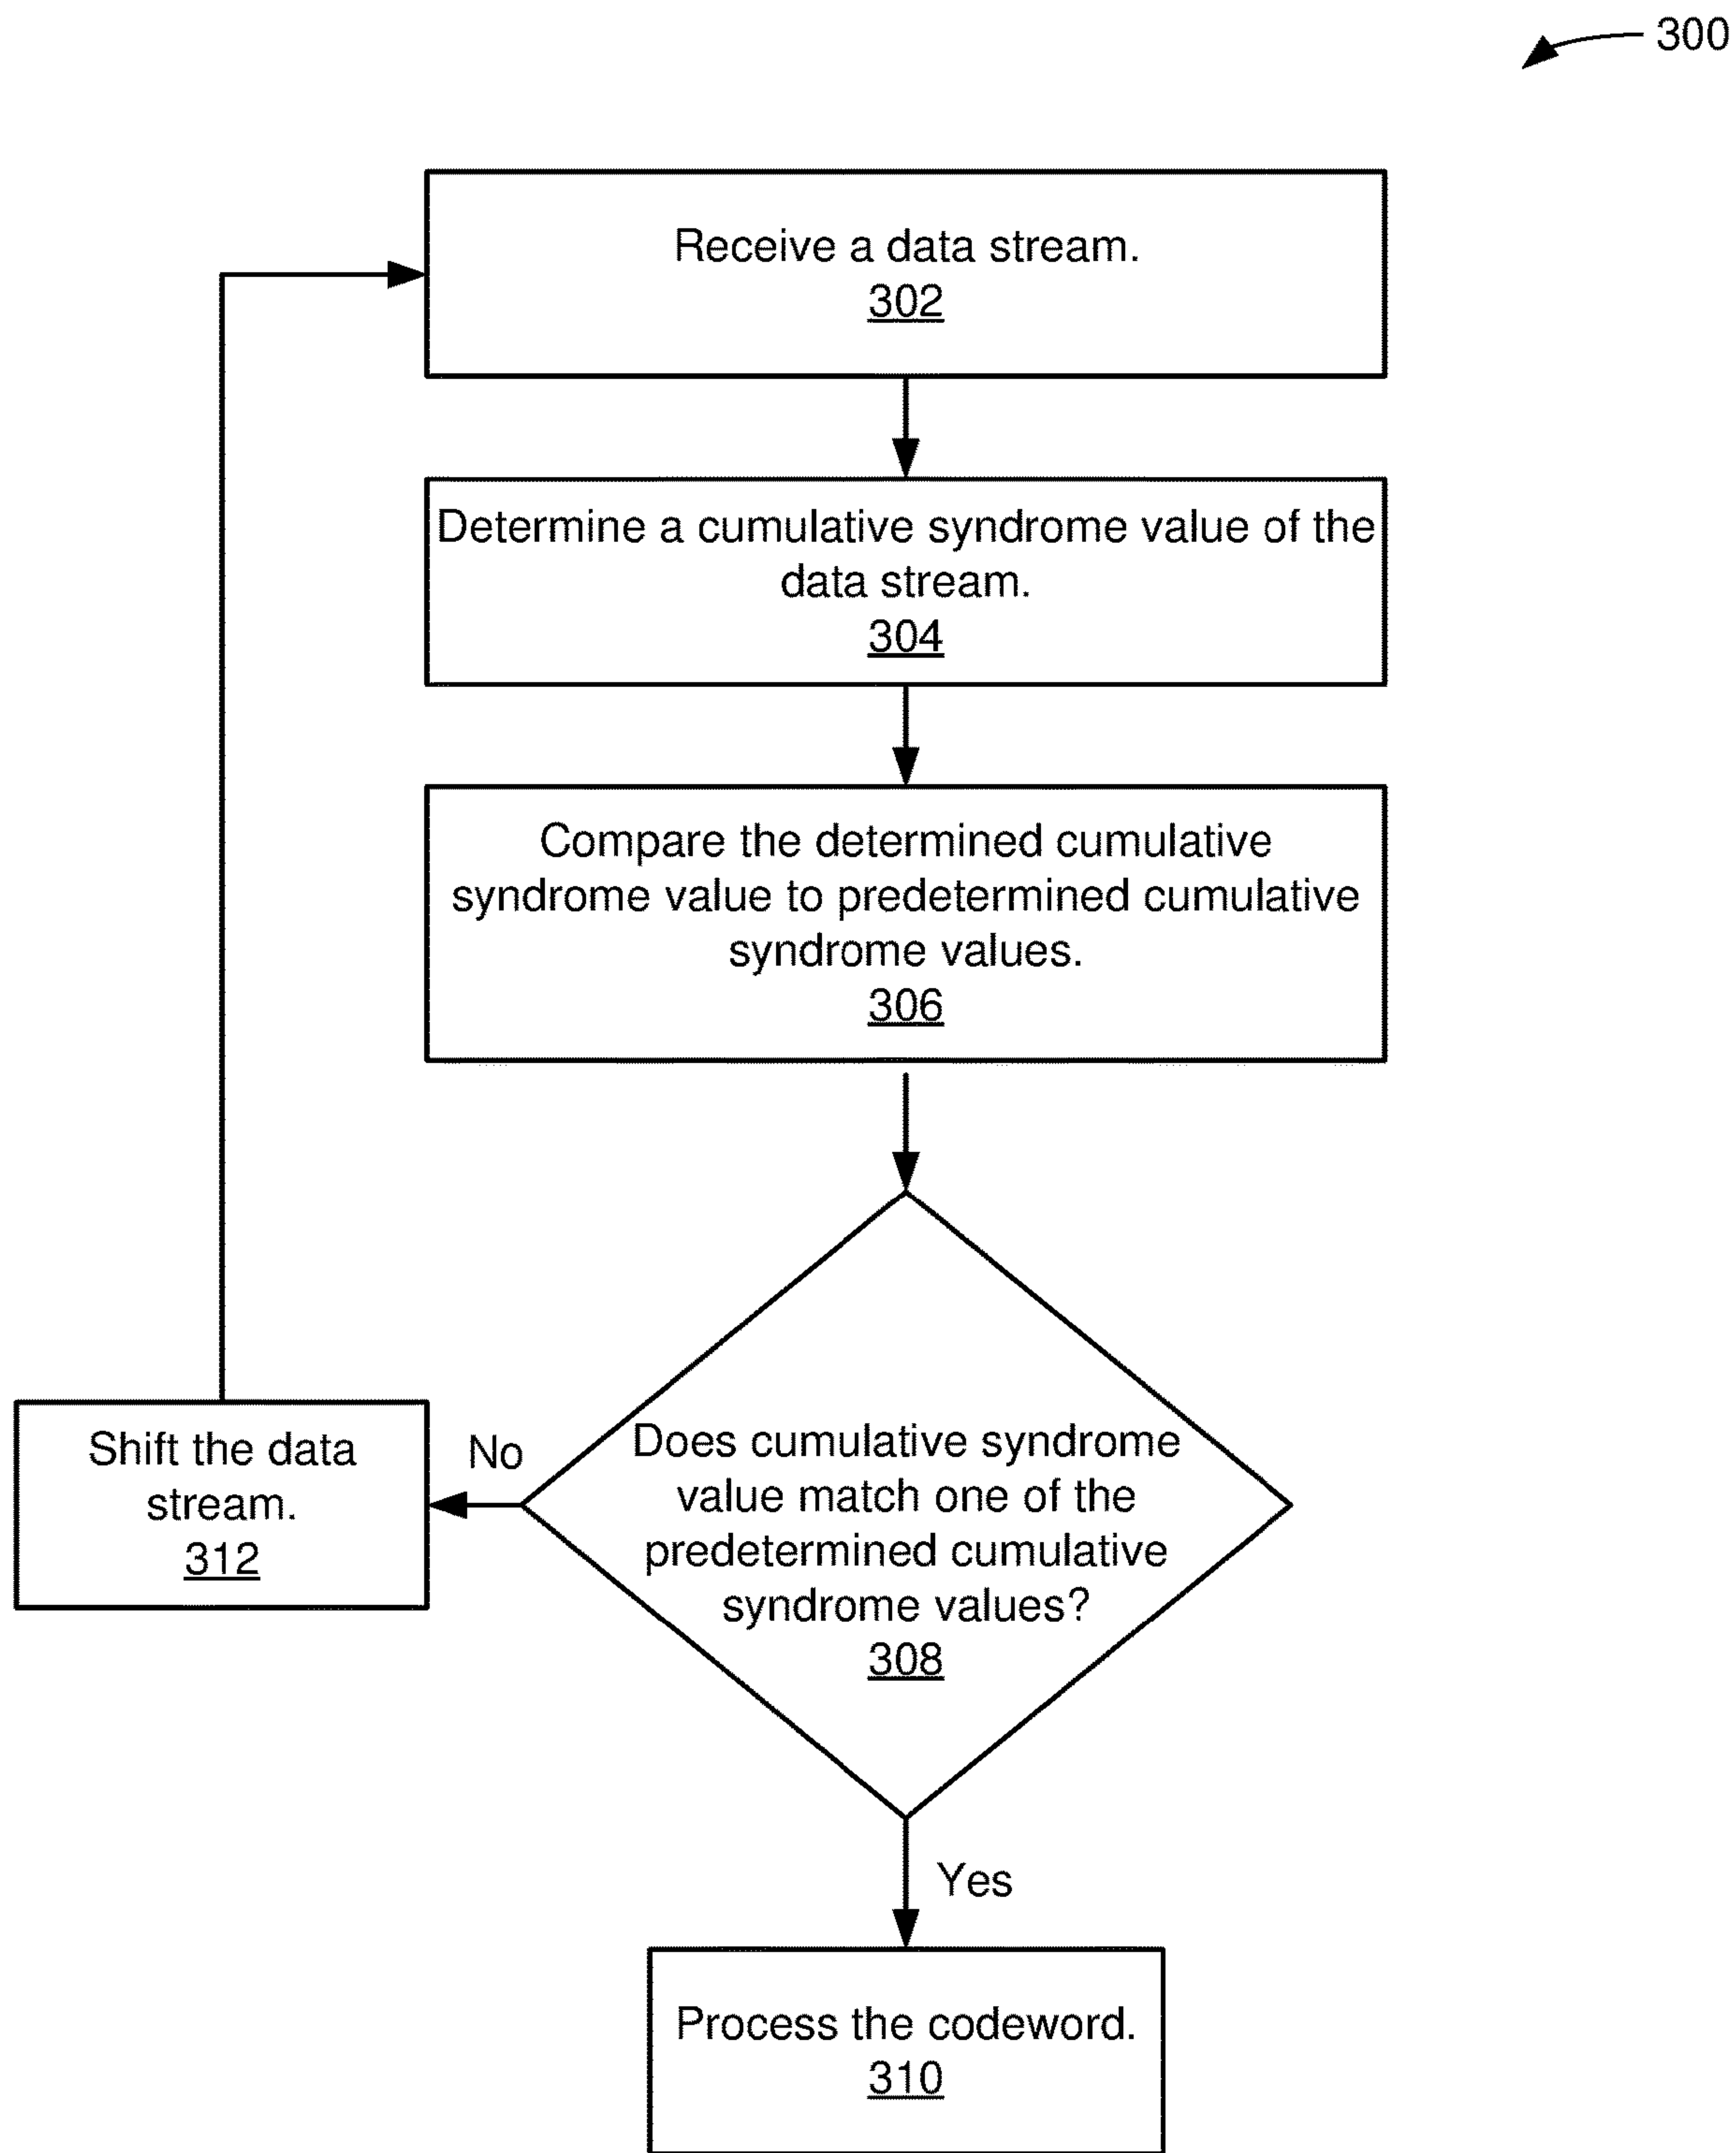 300
Receive a data stream.
302
Determine a cumulative syndrome value of the
data stream.
304
Compare the determined cumulative
syndrome value to predetermined cumulative
syndrome values.
306
Does cumulative syndrome
value match one of the
predetermined cumulative
syndrome values?
308
No
Shift the data
stream.
312
Yes
Process the codeword.
310